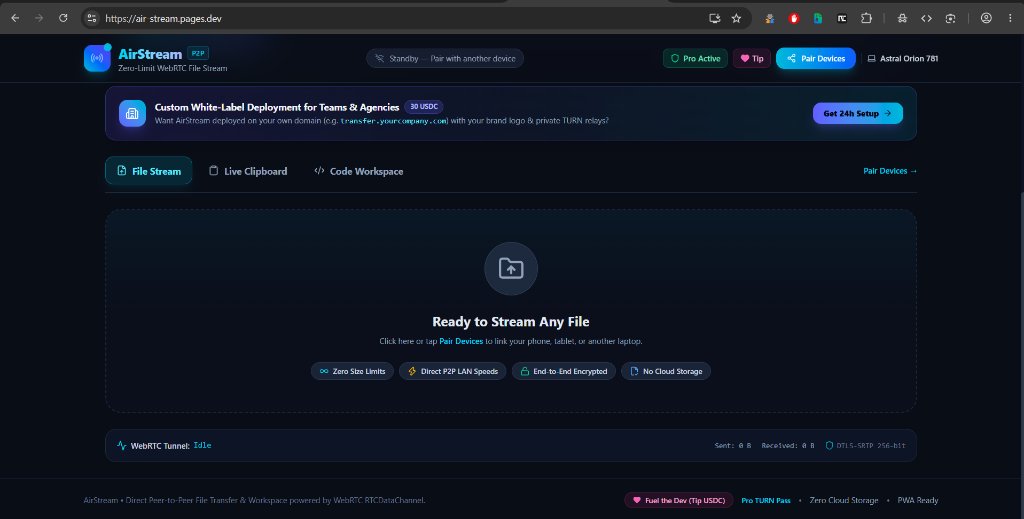 https://air-stream.pages.dev
AirStream P2P
Zero-Limit WebRTC File Stream
Standby — Pair with another device
Pro Active
Tip
Pair Devices
Astral Orion 781
Custom White-Label Deployment for Teams & Agencies 30 USDC
Want AirStream deployed on your own domain (e.g. transfer.yourcompany.com) with your brand logo & private TURN relays?
Get 24h Setup →
File Stream
Live Clipboard
</> Code Workspace
Pair Devices →
Ready to Stream Any File
Click here or tap Pair Devices to link your phone, tablet, or another laptop.
Zero Size Limits
Direct P2P LAN Speeds
End-to-End Encrypted
No Cloud Storage
WebRTC Tunnel: Idle
Sent: 0 B Received: 0 B DTLS-SRTP 256-bit
AirStream • Direct Peer-to-Peer File Transfer & Workspace powered by WebRTC RTCDataChannel.
Fuel the Dev (Tip USDC)
Pro TURN Pass • Zero Cloud Storage • PWA Ready